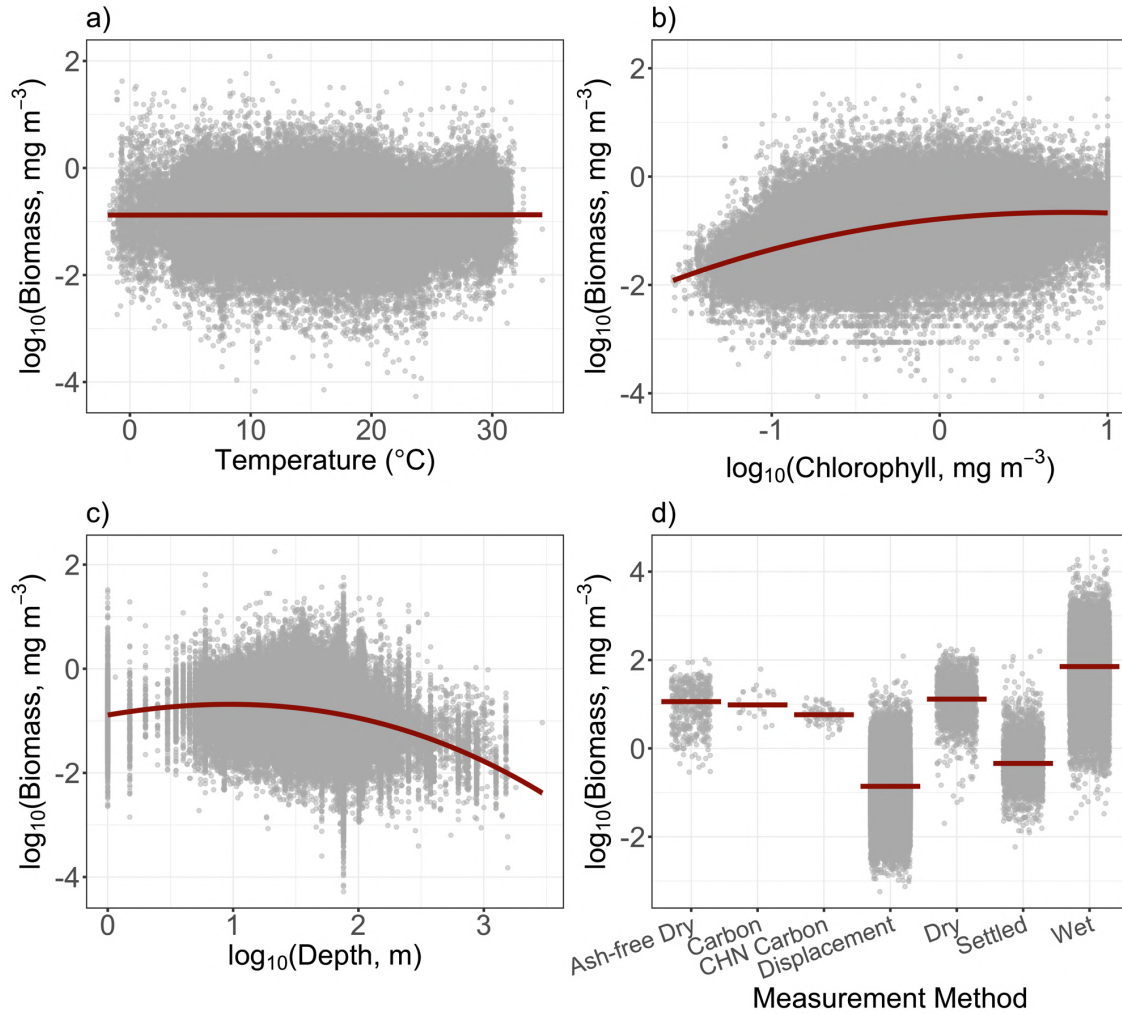 a)
log₁₀(Biomass, mg m⁻³)
2
0
-2
-4
0 10 20 30
Temperature (°C)
b)
log₁₀(Biomass, mg m⁻³)
2
0
-2
-4
-1 0 1
log₁₀(Chlorophyll, mg m⁻³)
c)
log₁₀(Biomass, mg m⁻³)
2
0
-2
-4
0 1 2 3
log₁₀(Depth, m)
d)
log₁₀(Biomass, mg m⁻³)
4
2
0
-2
Ash-free Dry
Carbon
CHN Carbon
Displacement
Dry
Settled
Wet
Measurement Method